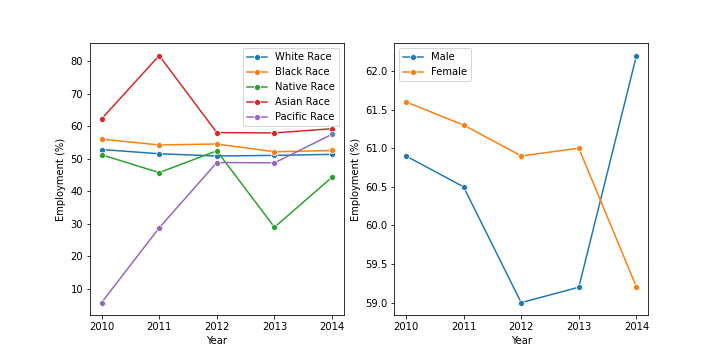 80
70
60
50
40
30
20
10
Employment (%)
2010 2011 2012 2013 2014
Year
White Race
Black Race
Native Race
Asian Race
Pacific Race
62.0
61.5
61.0
60.5
60.0
59.5
59.0
Employment (%)
2010 2011 2012 2013 2014
Year
Male
Female